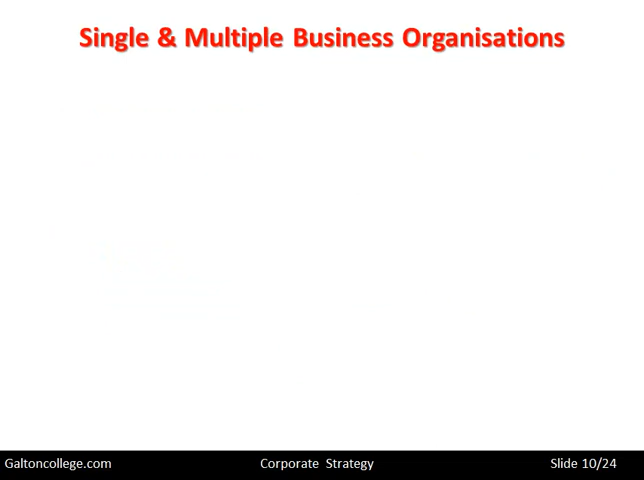 Single & Multiple Business Organisations
Galtoncollege.com
Corporate Strategy
Slide 10/24